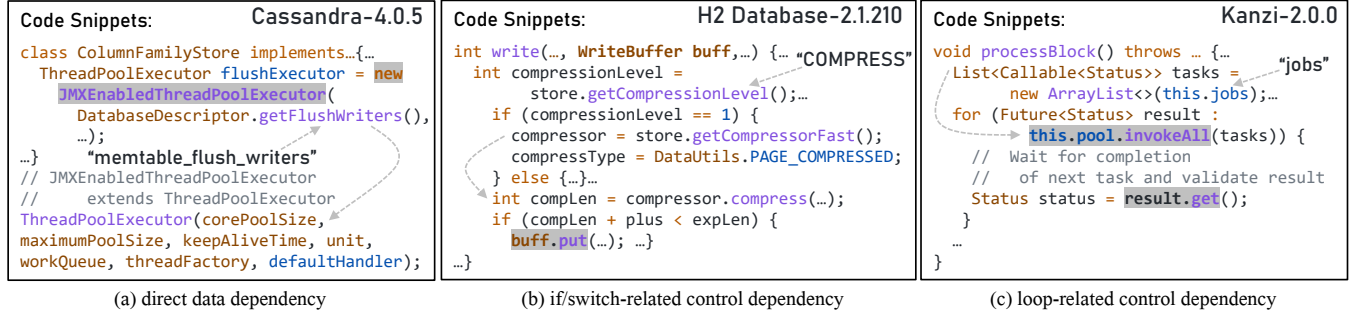 Code Snippets: Cassandra-4.0.5
class ColumnFamilyStore implements…{…
ThreadPoolExecutor flushExecutor = new
JMXEnabledThreadPoolExecutor(
DatabaseDescriptor.getFlushWriters(),
…);
…} "memtable_flush_writers"
// JMXEnabledThreadPoolExecutor
// extends ThreadPoolExecutor
ThreadPoolExecutor(corePoolSize,
maximumPoolSize, keepAliveTime, unit,
workQueue, threadFactory, defaultHandler);
(a) direct data dependency
Code Snippets: H2 Database-2.1.210
int write(…, WriteBuffer buff,…) {…
"COMPRESS"
int compressionLevel =
store.getCompressionLevel();…
if (compressionLevel == 1) {
compressor = store.getCompressorFast();
compressType = DataUtils.PAGE_COMPRESSED;
} else {…}…
int compLen = compressor.compress(…);
if (compLen + plus < expLen) {
buff.put(…); …}
…}
(b) if/switch-related control dependency
Code Snippets: Kanzi-2.0.0
void processBlock() throws … {…
List<Callable<Status>> tasks =
"jobs"
new ArrayList<>(this.jobs);…
for (Future<Status> result :
this.pool.invokeAll(tasks)) {
// Wait for completion
// of next task and validate result
Status status = result.get();
}
…
}
(c) loop-related control dependency